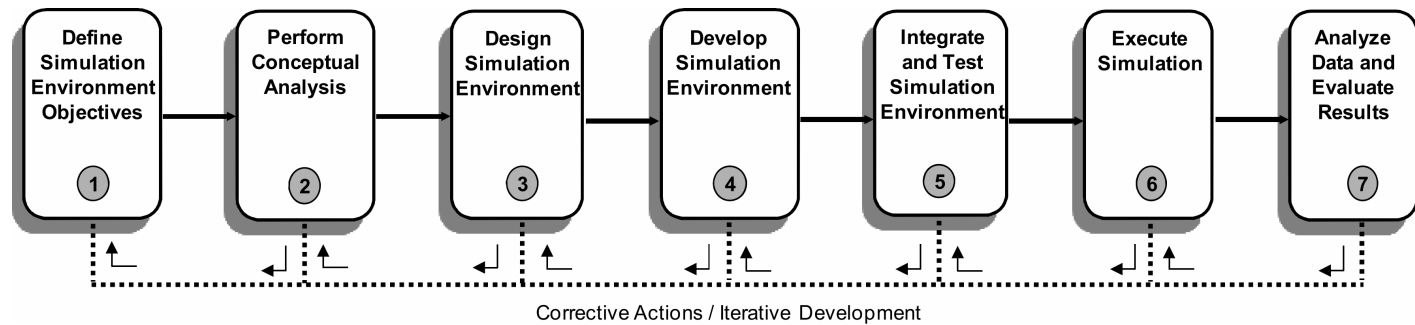 Define
Simulation
Environment
Objectives
1
Perform
Conceptual
Analysis
2
Design
Simulation
Environment
3
Develop
Simulation
Environment
4
Integrate
and Test
Simulation
Environment
5
Execute
Simulation
6
Analyze
Data and
Evaluate
Results
7
Corrective Actions / Iterative Development